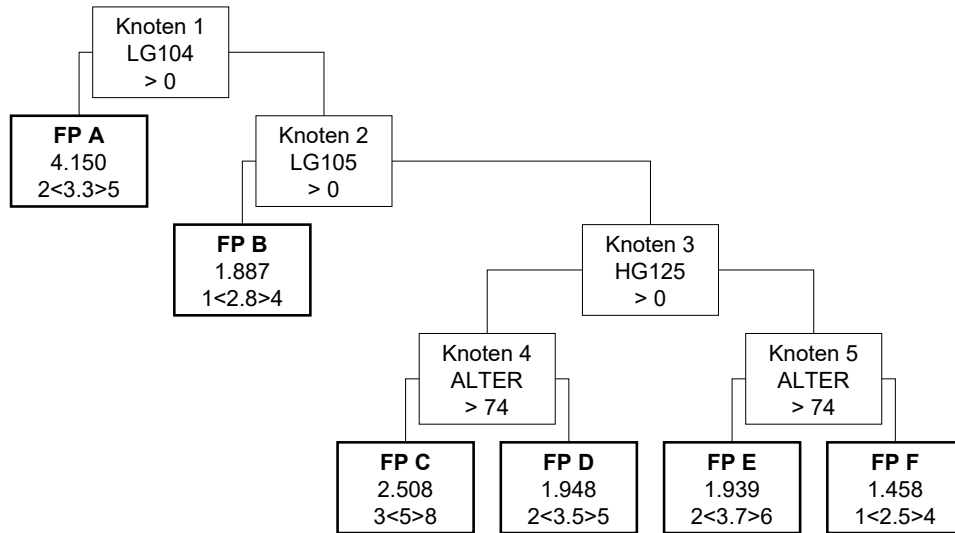 Knoten 1
LG104
> 0
FP A
4.150
2<3.3>5
Knoten 2
LG105
> 0
FP B
1.887
1<2.8>4
Knoten 3
HG125
> 0
Knoten 4
ALTER
> 74
Knoten 5
ALTER
> 74
FP C
2.508
3<5>8
FP D
1.948
2<3.5>5
FP E
1.939
2<3.7>6
FP F
1.458
1<2.5>4